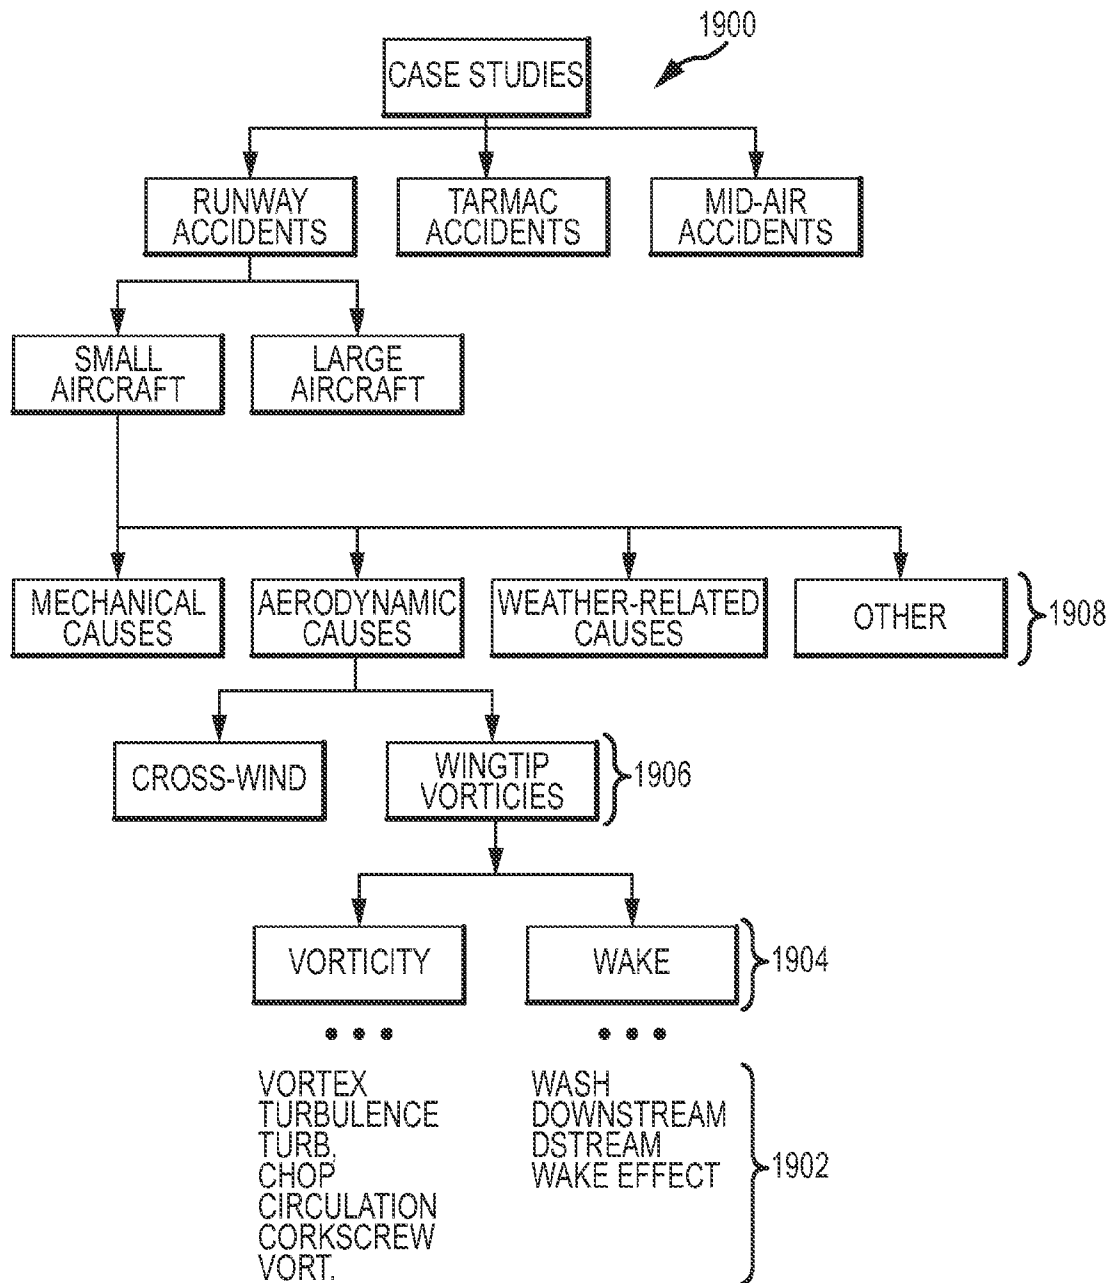 1900
CASE STUDIES
RUNWAY
ACCIDENTS
TARMAC
ACCIDENTS
MID-AIR
ACCIDENTS
SMALL
AIRCRAFT
LARGE
AIRCRAFT
MECHANICAL
CAUSES
AERODYNAMIC
CAUSES
WEATHER-RELATED
CAUSES
OTHER
1908
CROSS-WIND
WINGTIP
VORTICIES
1906
VORTICITY
WAKE
1904
• • •
• • •
VORTEX
TURBULENCE
TURB.
CHOP
CIRCULATION
CORKSCREW
VORT.
WASH
DOWNSTREAM
DSTREAM
WAKE EFFECT
1902